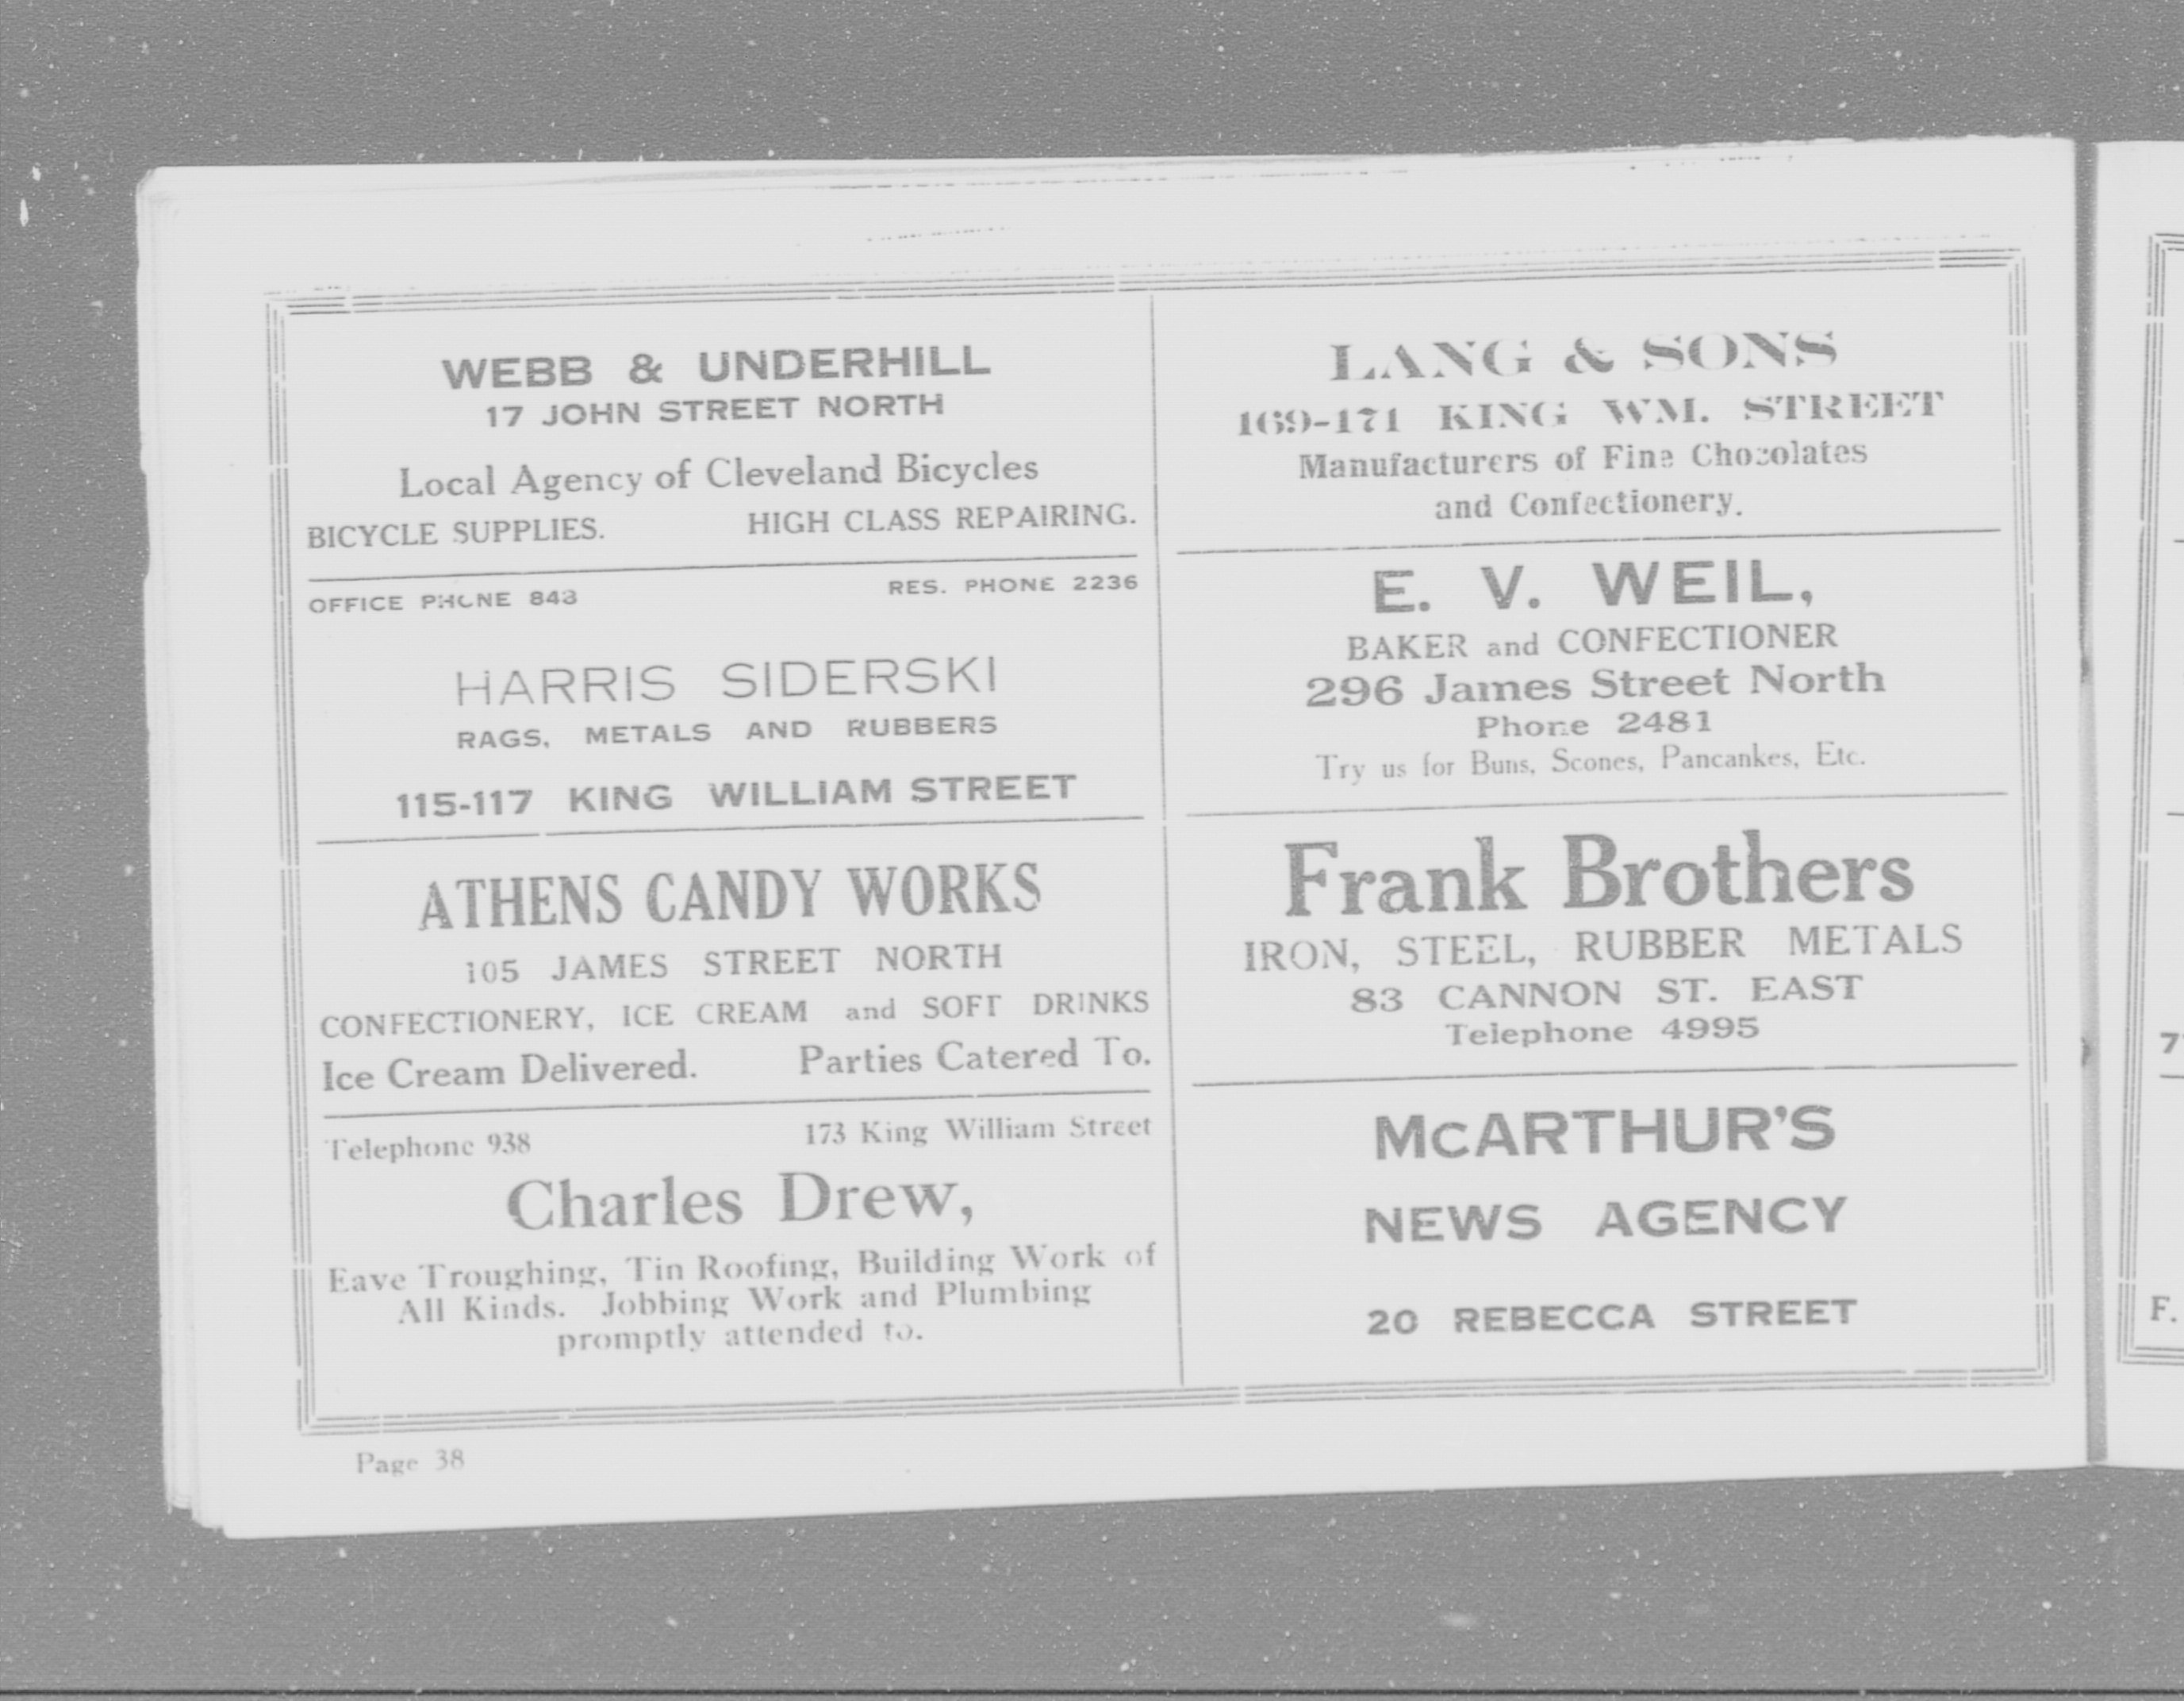 WEBB & UNDERHILL
17 JOHN STREET NORTH
Local Agency of Cleveland Bicycles
BICYCLE SUPPLIES. HIGH CLASS REPAIRING.
OFFICE PHONE 843 RES. PHONE 2236
HARRIS SIDERSKI
RAGS, METALS AND RUBBERS
115-117 KING WILLIAM STREET
ATHENS CANDY WORKS
105 JAMES STREET NORTH
CONFECTIONERY, ICE CREAM and SOFT DRINKS
Ice Cream Delivered. Parties Catered To.
Telephone 938 173 King William Street
Charles Drew,
Eave Troughing, Tin Roofing, Building Work of
All Kinds. Jobbing Work and Plumbing
promptly attended to.
LANG & SONS
169-171 KING WM. STREET
Manufacturers of Fine Chocolates
and Confectionery.
E. V. WEIL,
BAKER and CONFECTIONER
296 James Street North
Phone 2481
Try us for Buns, Scones, Pancankes, Etc.
Frank Brothers
IRON, STEEL, RUBBER METALS
83 CANNON ST. EAST
Telephone 4995
McARTHUR'S
NEWS AGENCY
20 REBECCA STREET
Page 38
7
F.